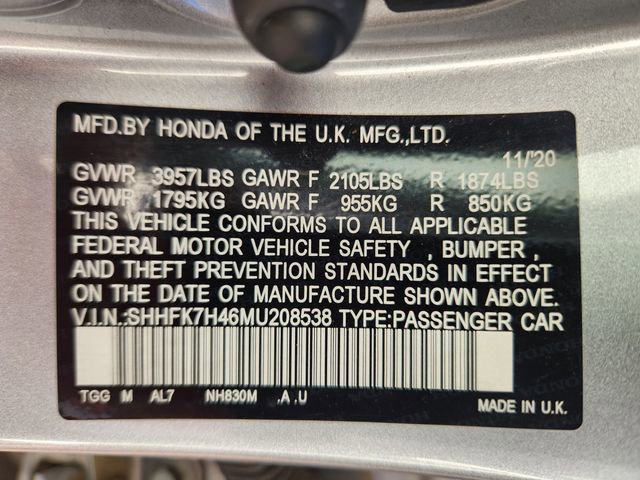 MFD.BY HONDA OF THE U.K. MFG.,LTD.
11/'20
GVWR 3957LBS GAWR F 2105LBS R 1874LBS
GVWR 1795KG GAWR F 955KG R 850KG
THIS VEHICLE CONFORMS TO ALL APPLICABLE
FEDERAL MOTOR VEHICLE SAFETY , BUMPER ,
AND THEFT PREVENTION STANDARDS IN EFFECT
ON THE DATE OF MANUFACTURE SHOWN ABOVE.
V.I.N.:SHHFK7H46MU208538 TYPE:PASSENGER CAR
TGG M AL7 NH830M ,A ,U
MADE IN U.K.